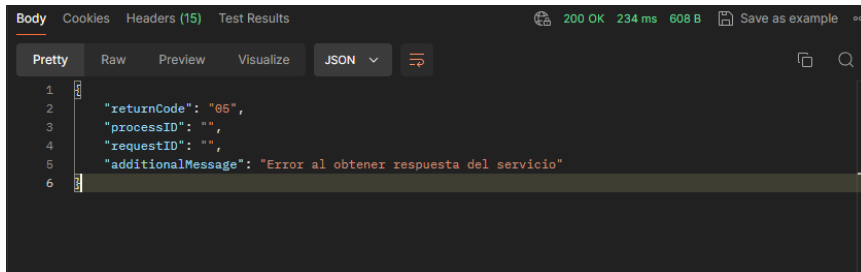 Body Cookies Headers (15) Test Results 200 OK 234 ms 608 B Save as example
Pretty Raw Preview Visualize JSON
1 {
2 "returnCode": "05",
3 "processID": "",
4 "requestID": "",
5 "additionalMessage": "Error al obtener respuesta del servicio"
6 }